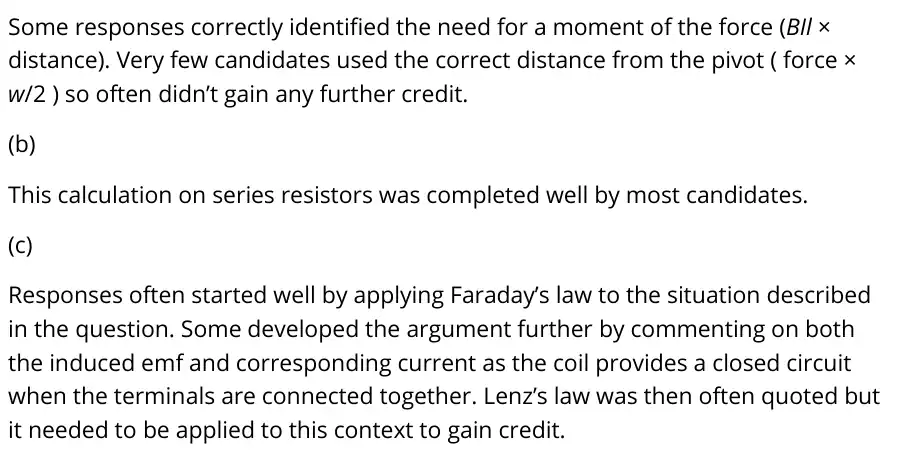 Some responses correctly identified the need for a moment of the force (BIl ×
distance). Very few candidates used the correct distance from the pivot ( force ×
w/2 ) so often didn’t gain any further credit.
(b)
This calculation on series resistors was completed well by most candidates.
(c)
Responses often started well by applying Faraday’s law to the situation described
in the question. Some developed the argument further by commenting on both
the induced emf and corresponding current as the coil provides a closed circuit
when the terminals are connected together. Lenz’s law was then often quoted but
it needed to be applied to this context to gain credit.